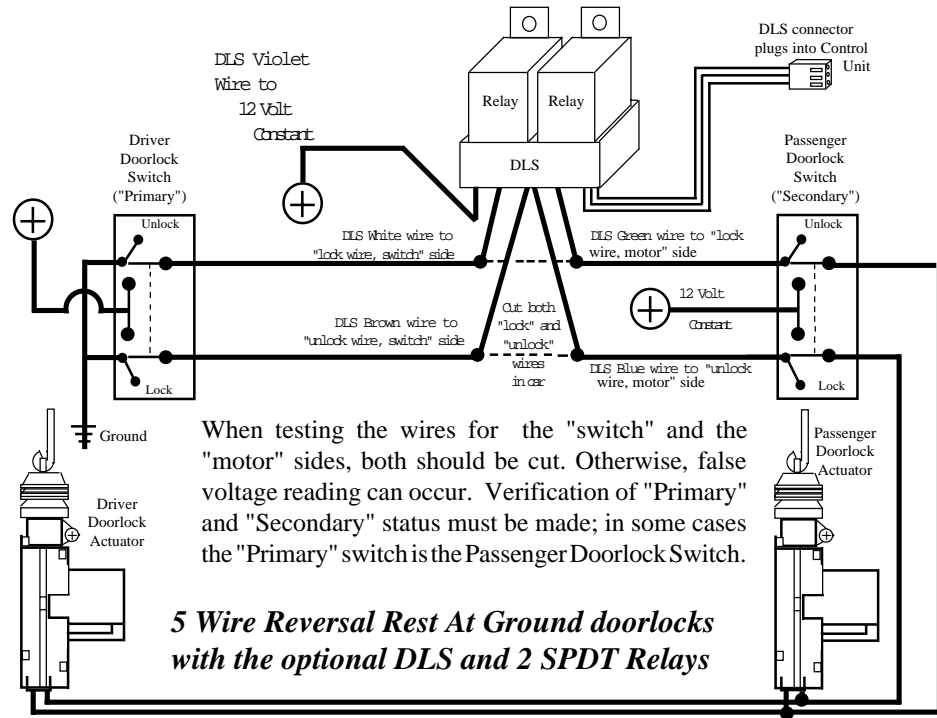 DLS Violet
Wire to
12 Volt
Constant
Relay
Relay
DLS
DLS connector
plugs into Control
Unit
Driver
Doorlock
Switch
("Primary")
Passenger
Doorlock
Switch
("Secondary")
Unlock
Unlock
DLS White wire to
"lock wire, switch" side
DLS Green wire to "lock
wire, motor" side
12 Volt
Constant
DLS Brown wire to
"unlock wire, switch" side
Cut both
"lock" and
"unlock"
wires
in car
DLS Blue wire to "unlock
wire, motor" side
Lock
Lock
Ground
Driver
Doorlock
Actuator
Passenger
Doorlock
Actuator
When testing the wires for the "switch" and the
"motor" sides, both should be cut. Otherwise, false
voltage reading can occur. Verification of "Primary"
and "Secondary" status must be made; in some cases
the "Primary" switch is the Passenger Doorlock Switch.
5 Wire Reversal Rest At Ground doorlocks
with the optional DLS and 2 SPDT Relays